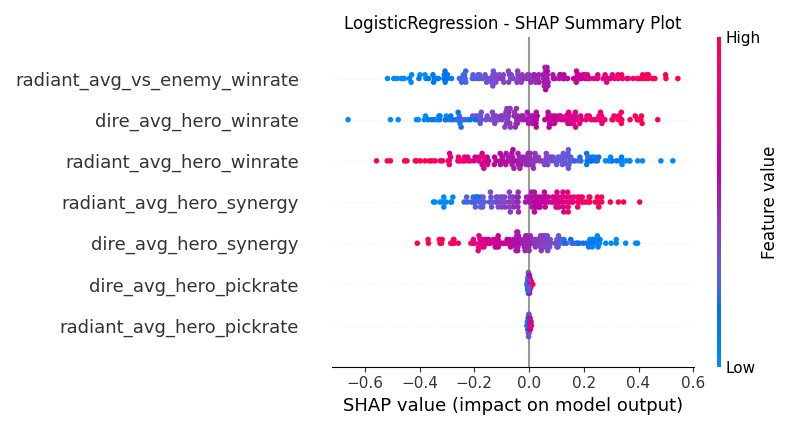 LogisticRegression - SHAP Summary Plot
High
radiant_avg_vs_enemy_winrate
dire_avg_hero_winrate
radiant_avg_hero_winrate
radiant_avg_hero_synergy
dire_avg_hero_synergy
dire_avg_hero_pickrate
radiant_avg_hero_pickrate
Feature value
Low
−0.6 −0.4 −0.2 0.0 0.2 0.4 0.6
SHAP value (impact on model output)